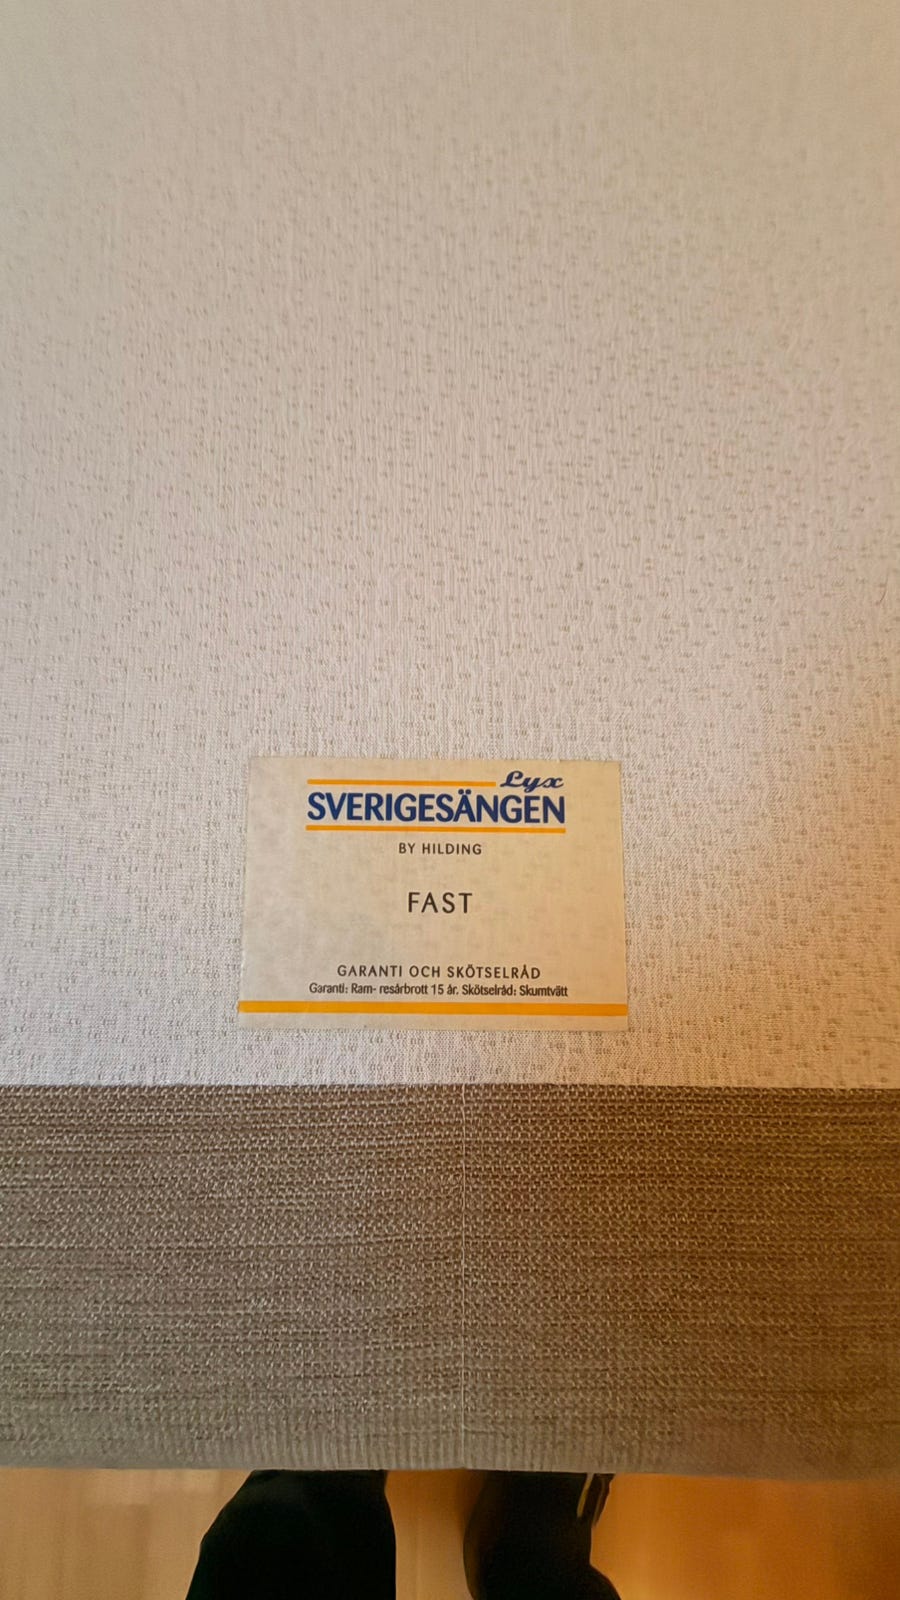 Lyx
SVERIGESÄNGEN
BY HILDING
FAST
GARANTI OCH SKÖTSELRÅD
Garanti: Ram- resårbrott 15 år. Skötselråd: Skumtvätt